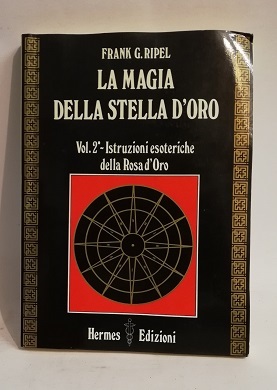 FRANK G. RIPEL
LA MAGIA
DELLA STELLA D'ORO
Vol. 2°-Istruzioni esoteriche
della Rosa d'Oro
Hermes Edizioni